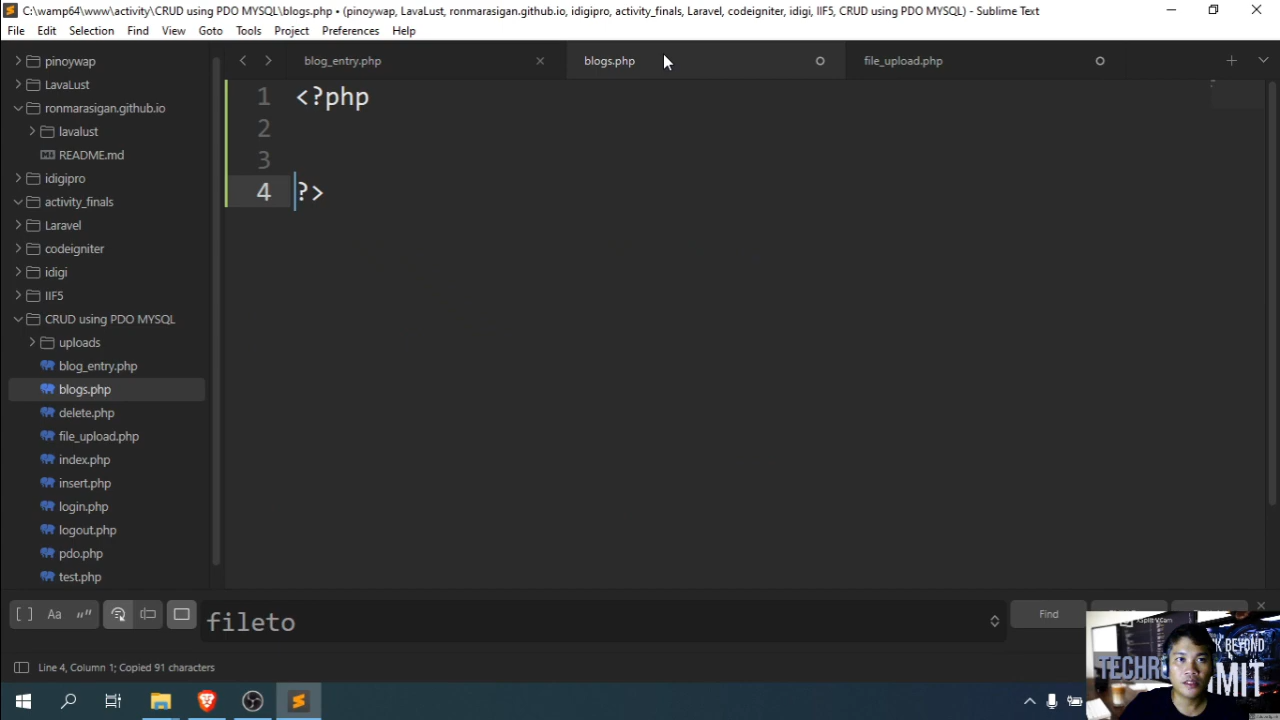 C:\wamp64\www\activity\CRUD using PDO MYSQL\blogs.php • (pinoywap, LavaLust, ronmarasigan.github.io, idigipro, activity_finals, Laravel, codeigniter, idigi, IIF5, CRUD using PDO MYSQL) - Sublime Text
File Edit Selection Find View Goto Tools Project Preferences Help
pinoywap
LavaLust
ronmarasigan.github.io
lavalust
README.md
idigipro
activity_finals
Laravel
codeigniter
idigi
IIF5
CRUD using PDO MYSQL
uploads
blog_entry.php
blogs.php
delete.php
file_upload.php
index.php
insert.php
login.php
logout.php
pdo.php
test.php
blog_entry.php blogs.php file_upload.php
1 <?php
2
3
4 ?>
fileto
Find
Line 4, Column 1; Copied 91 characters